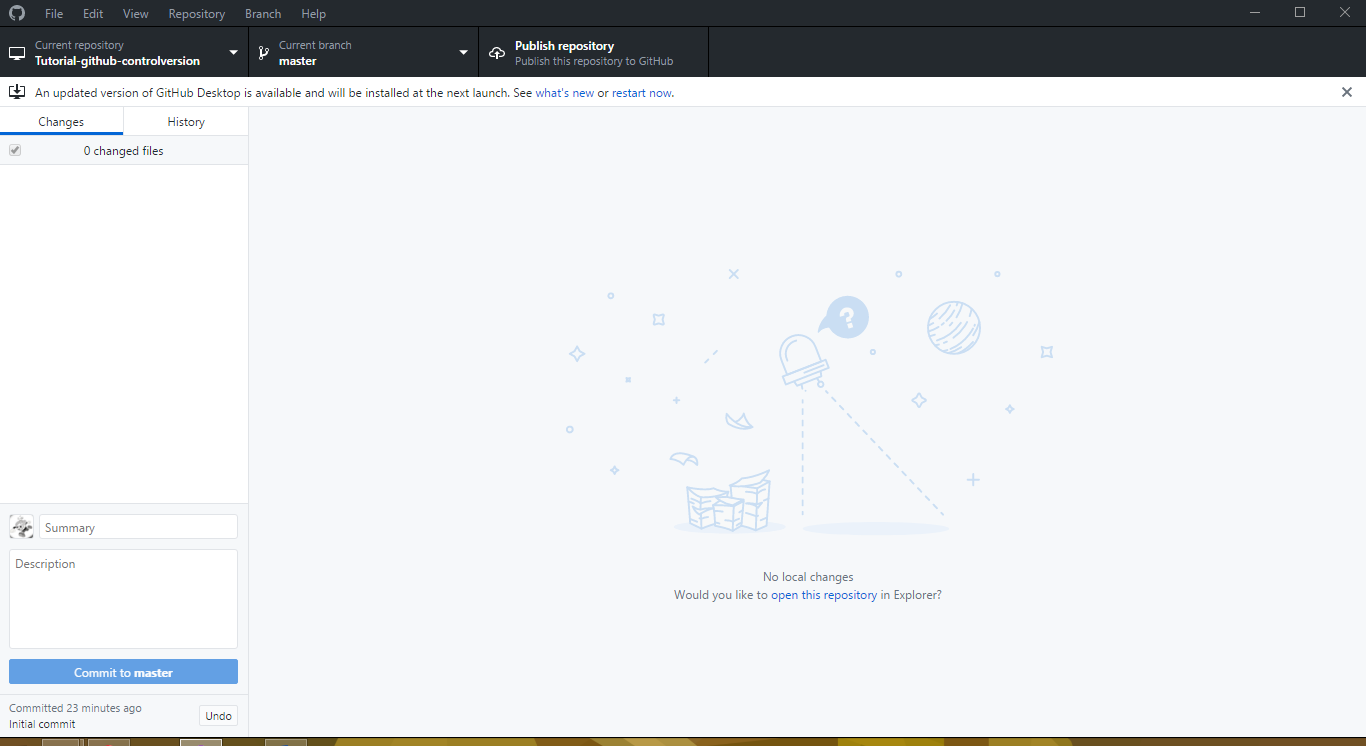 File Edit View Repository Branch Help
Current repository
Tutorial-github-controlversion
Current branch
master
Publish repository
Publish this repository to GitHub
An updated version of GitHub Desktop is available and will be installed at the next launch. See what's new or restart now.
Changes
History
0 changed files
?
No local changes
Would you like to open this repository in Explorer?
Summary
Description
Commit to master
Committed 23 minutes ago
Initial commit
Undo